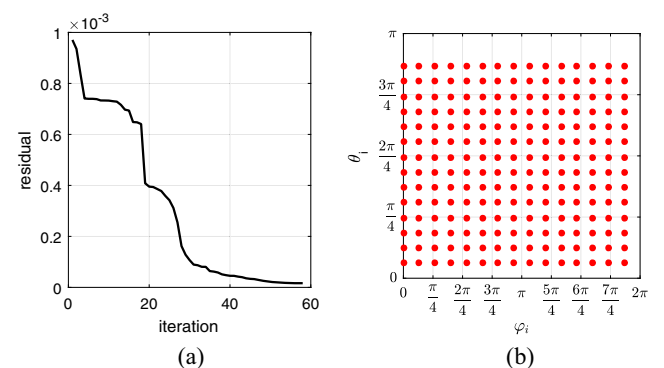 ×10⁻³
1
0.8
0.6
0.4
0.2
0
0 20 40 60
residual
iteration
(a)
π
3π/4
2π/4
π/4
0
θᵢ
0 π/4 2π/4 3π/4 π 5π/4 6π/4 7π/4 2π
φᵢ
(b)